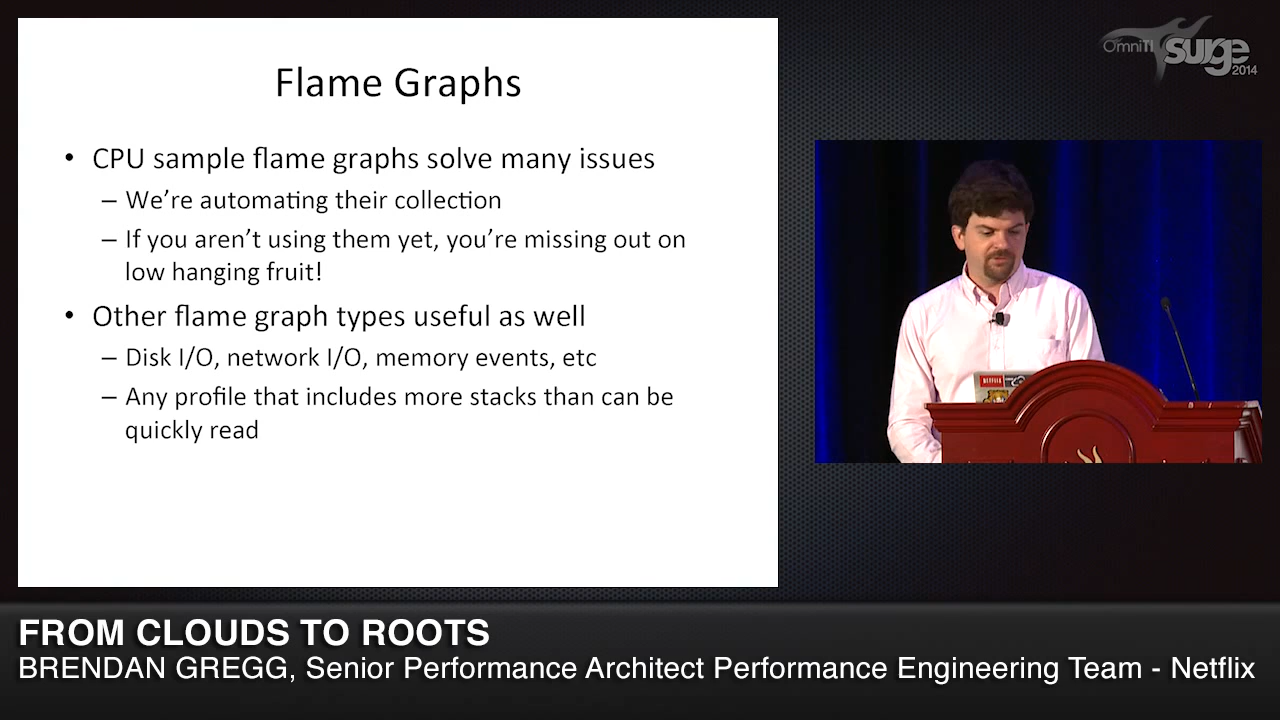 Flame Graphs
• CPU sample flame graphs solve many issues
– We're automating their collection
– If you aren't using them yet, you're missing out on
low hanging fruit!
• Other flame graph types useful as well
– Disk I/O, network I/O, memory events, etc
– Any profile that includes more stacks than can be
quickly read
OmniTI
surge
2014
NETFLIX
FROM CLOUDS TO ROOTS
BRENDAN GREGG, Senior Performance Architect Performance Engineering Team - Netflix